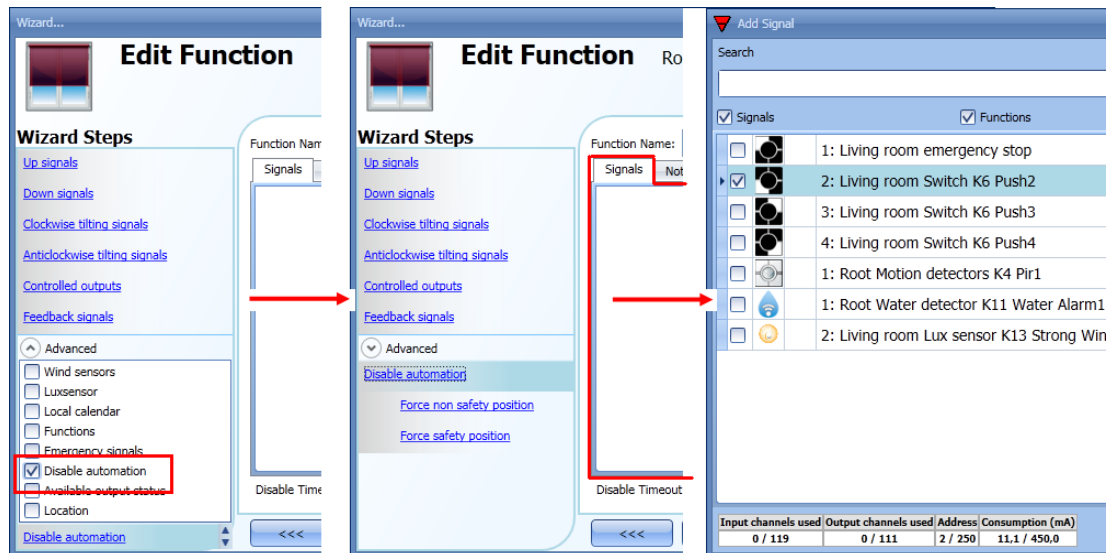 Wizard...
Edit Function
Wizard Steps
Up signals
Down signals
Clockwise tilting signals
Anticlockwise tilting signals
Controlled outputs
Feedback signals
Advanced
Wind sensors
Luxsensor
Local calendar
Functions
Emergency signals
Disable automation
Available output status
Location
Disable automation
Function Nam
Signals
Disable Time
<<<
Wizard...
Edit Function Ro
Wizard Steps
Up signals
Down signals
Clockwise tilting signals
Anticlockwise tilting signals
Controlled outputs
Feedback signals
Advanced
Disable automation
Force non safety position
Force safety position
Function Name:
Signals Not
Disable Timeout
<<<
Add Signal
Search
Signals Functions
1: Living room emergency stop
2: Living room Switch K6 Push2
3: Living room Switch K6 Push3
4: Living room Switch K6 Push4
1: Root Motion detectors K4 Pir1
1: Root Water detector K11 Water Alarm1
2: Living room Lux sensor K13 Strong Win
Input channels used Output channels used Address Consumption (mA)
0 / 119 0 / 111 2 / 250 11,1 / 450,0